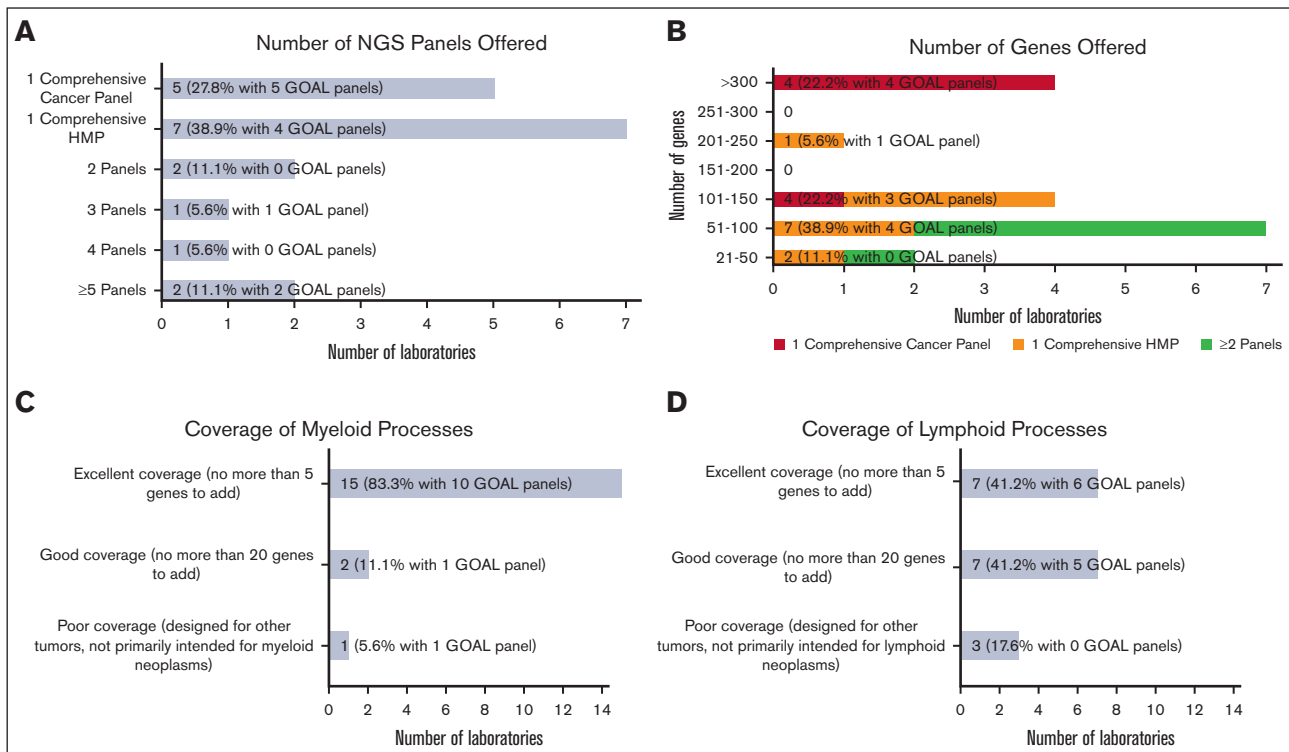 A
Number of NGS Panels Offered
1 Comprehensive
Cancer Panel
5 (27.8% with 5 GOAL panels)
1 Comprehensive
HMP
7 (38.9% with 4 GOAL panels)
2 Panels
2 (11.1% with 0 GOAL panels)
3 Panels
1 (5.6% with 1 GOAL panel)
4 Panels
1 (5.6% with 0 GOAL panels)
≥5 Panels
2 (11.1% with 2 GOAL panels)
0 1 2 3 4 5 6 7
Number of laboratories
B
Number of Genes Offered
Number of genes
>300
4 (22.2% with 4 GOAL panels)
251-300
0
201-250
1 (5.6% with 1 GOAL panel)
151-200
0
101-150
4 (22.2% with 3 GOAL panels)
51-100
7 (38.9% with 4 GOAL panels)
21-50
2 (11.1% with 0 GOAL panels)
0 1 2 3 4 5 6 7
Number of laboratories
1 Comprehensive Cancer Panel
1 Comprehensive HMP
≥2 Panels
C
Coverage of Myeloid Processes
Excellent coverage (no more than 5
genes to add)
15 (83.3% with 10 GOAL panels)
Good coverage (no more than 20 genes
to add)
2 (11.1% with 1 GOAL panel)
Poor coverage (designed for other
tumors, not primarily intended for myeloid
neoplasms)
1 (5.6% with 1 GOAL panel)
0 2 4 6 8 10 12 14
Number of laboratories
D
Coverage of Lymphoid Processes
Excellent coverage (no more than 5
genes to add)
7 (41.2% with 6 GOAL panels)
Good coverage (no more than 20 genes
to add)
7 (41.2% with 5 GOAL panels)
Poor coverage (designed for other
tumors, not primarily intended for lymphoid
neoplasms)
3 (17.6% with 0 GOAL panels)
0 2 4 6 8 10 12 14
Number of laboratories